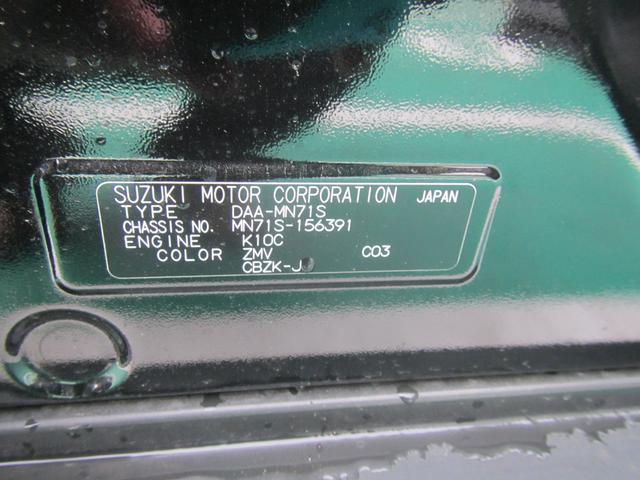 SUZUKI MOTOR CORPORATION JAPAN
TYPE DAA-MN71S
CHASSIS NO. MN71S-156391
ENGINE K10C
COLOR ZMV C03
CBZK-J